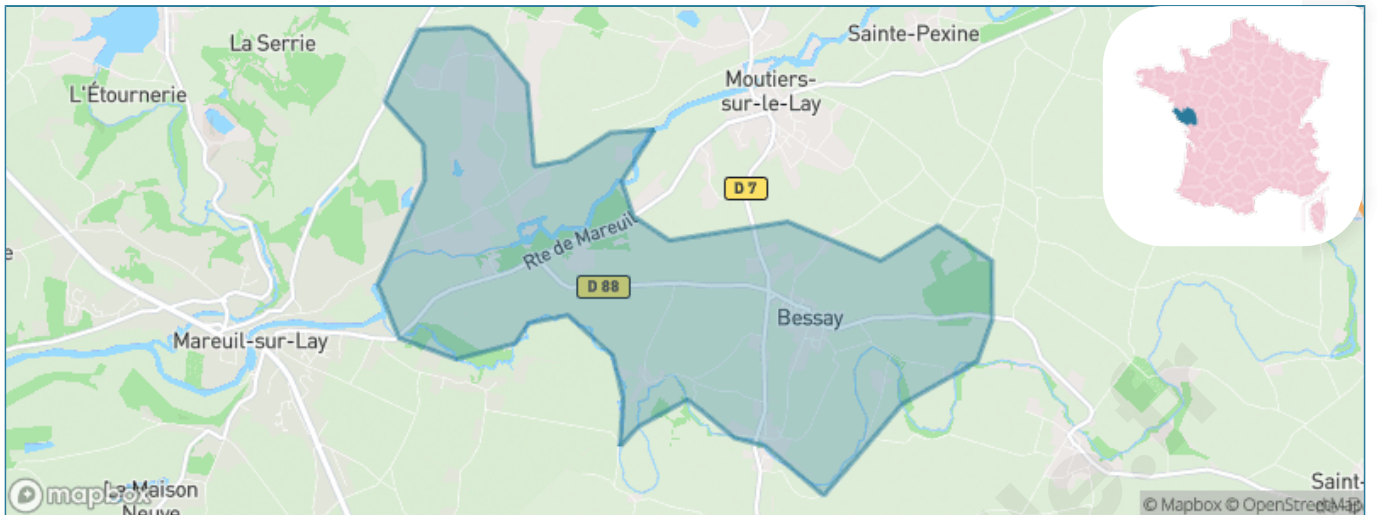 La Serrie
Sainte-Pexine
L'Étournerie
Moutiers-
sur-le-Lay
D 7
Rte de Mareuil
D 88
Bessay
Mareuil-sur-Lay
La Maison
Neuve
mapbox
Saint-
© Mapbox © OpenStreetMap